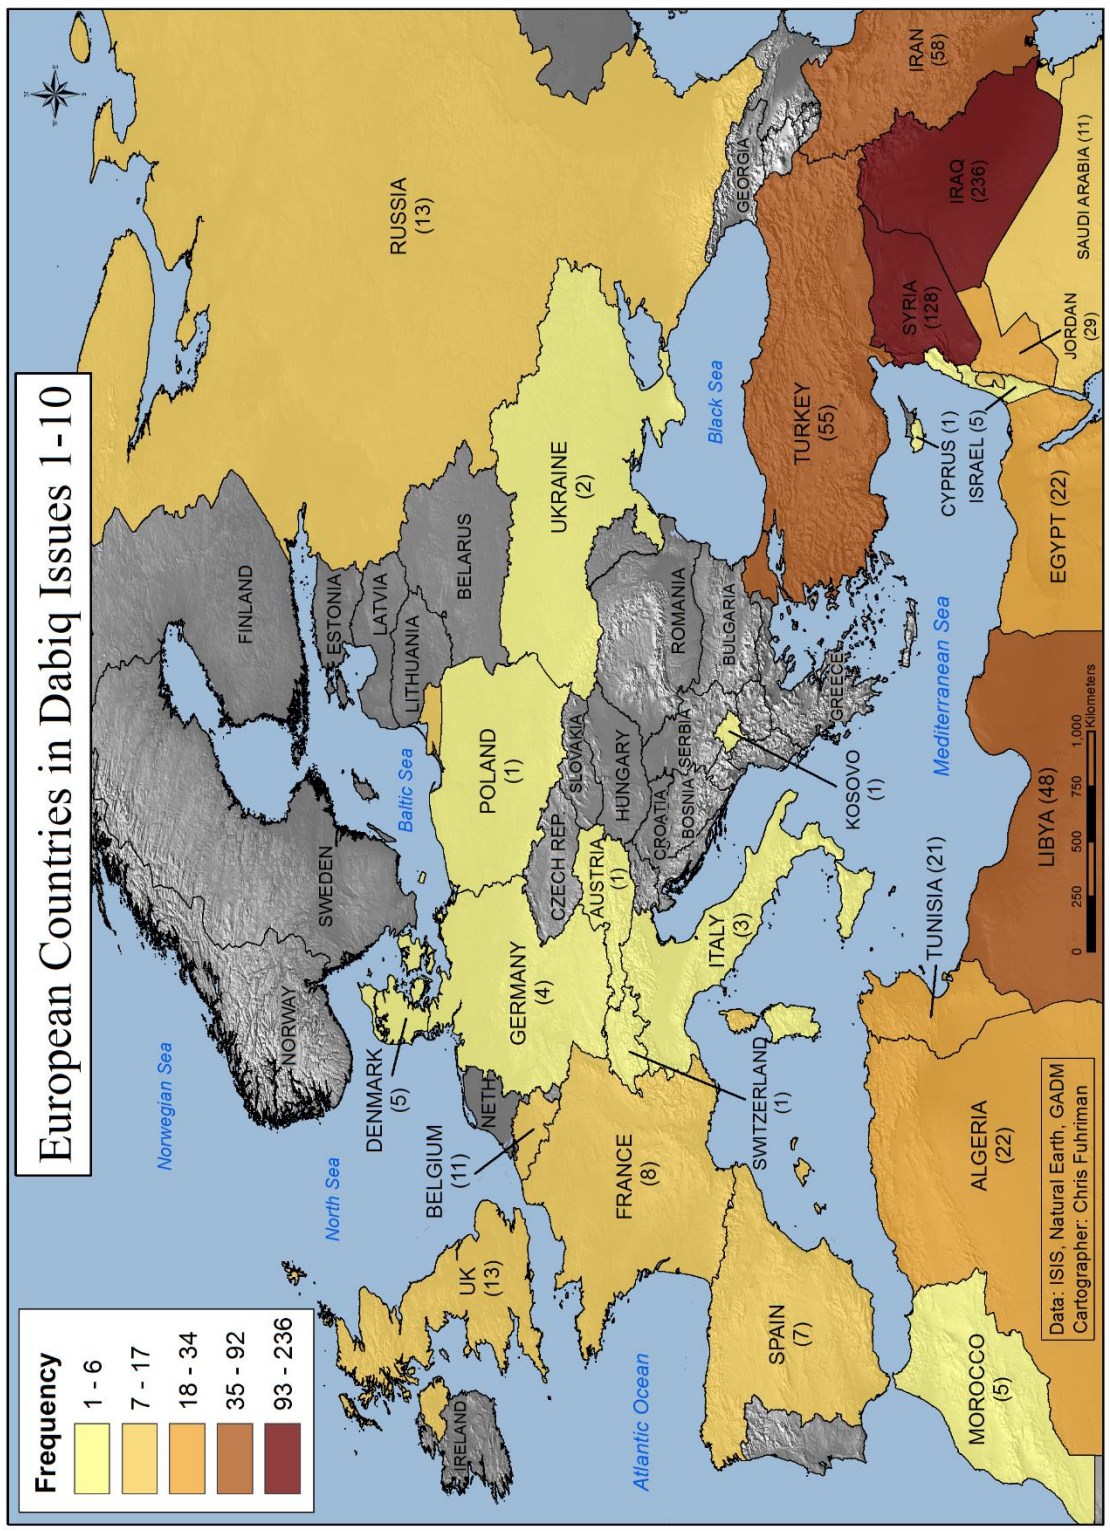 European Countries in Dabiq Issues 1-10
Frequency
1 - 6
7 - 17
18 - 34
35 - 92
93 - 236
Norwegian Sea
North Sea
Baltic Sea
Atlantic Ocean
Black Sea
Mediterranean Sea
NORWAY
SWEDEN
FINLAND
ESTONIA
LATVIA
LITHUANIA
BELARUS
RUSSIA
(13)
IRELAND
UK
(13)
DENMARK
(5)
NETH
BELGIUM
(11)
GERMANY
(4)
POLAND
(1)
UKRAINE
(2)
CZECH REP
SLOVAKIA
AUSTRIA
(1)
HUNGARY
ROMANIA
FRANCE
(8)
SWITZERLAND
(1)
ITALY
(3)
CROATIA
BOSNIA
SERBIA
BULGARIA
KOSOVO
(1)
GREECE
SPAIN
(7)
GEORGIA
TURKEY
(55)
IRAN
(58)
SYRIA
(128)
IRAQ
(236)
CYPRUS (1)
ISRAEL (5)
JORDAN
(29)
SAUDI ARABIA (11)
MOROCCO
(5)
ALGERIA
(22)
TUNISIA (21)
LIBYA (48)
EGYPT (22)
0
250
500
750
1,000
Kilometers
Data: ISIS, Natural Earth, GADM
Cartographer: Chris Fuhriman